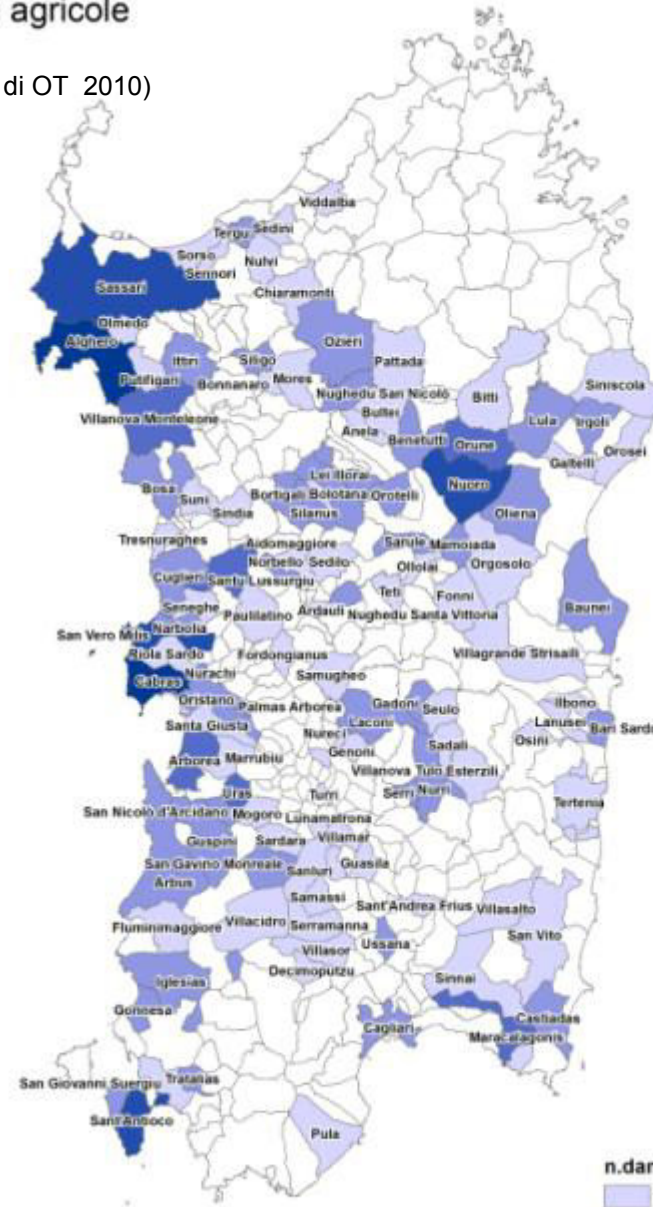 agricole
di OT 2010)
Viddalba
Tergu Sedini
Sorso
Nulvi
Sennori
Sassari
Chiaramonti
Olmedo
Alghero
Ozieri
Ittiri
Siligo
Pattada
Putifigari
Bonnanaro
Mores
Siniscola
Nughedu San Nicolò
Bitti
Villanova Monteleone
Bultei
Lula
Irgoli
Anela
Benetutti
Orune
Orosei
Galtelli
Lei Illorai
Nuoro
Bosa
Suni
Bortigali
Bolotana
Orotelli
Sindia
Silanus
Oliena
Tresnuraghes
Aidomaggiore
Sarule
Mamoiada
Cuglieri
Norbello
Sedilo
Ollolai
Orgosolo
Santu Lussurgiu
Teti
Fonni
Seneghe
Paulilatino
Ardauli
Nughedu Santa Vittoria
Baunei
San Vero Milis
Narbolia
Riola Sardo
Fordongianus
Villagrande Strisaili
Cabras
Nurachi
Samugheo
Oristano
Palmas Arborea
Gadoni
Seulo
Ilbono
Santa Giusta
Nureci
Laconi
Lanusei
Bari Sardo
Arborea
Marrubiu
Genoni
Sadali
Osini
Villanova Tulo
Esterzili
Uras
Turri
Serri
Nurri
Tertenia
San Nicolò d'Arcidano
Mogoro
Lunamatrona
Guspini
Sardara
Villamar
San Gavino Monreale
Sanluri
Guasila
Arbus
Samassi
Sant'Andrea Frius
Villasalto
Fluminimaggiore
Villacidro
Serramanna
San Vito
Villasor
Ussana
Decimoputzu
Sinnai
Iglesias
Gonnesa
Cagliari
Castiadas
Maracalagonis
San Giovanni Suergiu
Tratalias
Sant'Antioco
Pula
n.dan